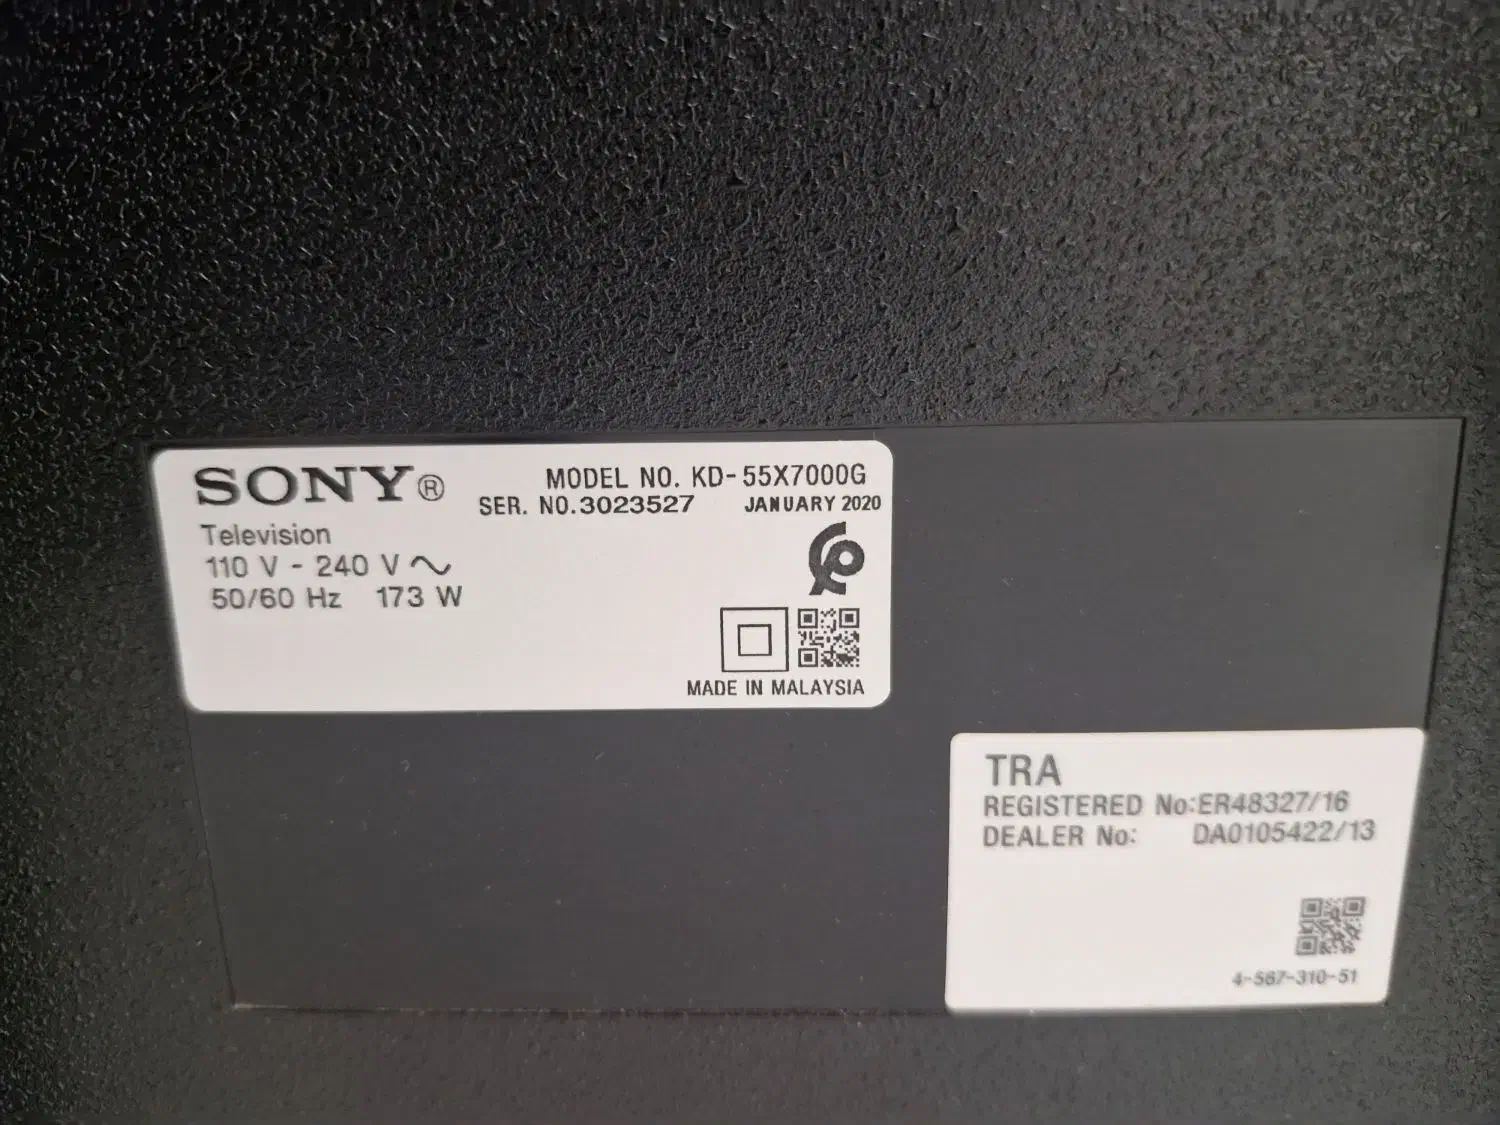 SONY®
MODEL NO. KD-55X7000G
SER. NO.3023527 JANUARY 2020
Television
110 V - 240 V ~
50/60 Hz 173 W
MADE IN MALAYSIA
TRA
REGISTERED No:ER48327/16
DEALER No: DA0105422/13
4-567-310-51